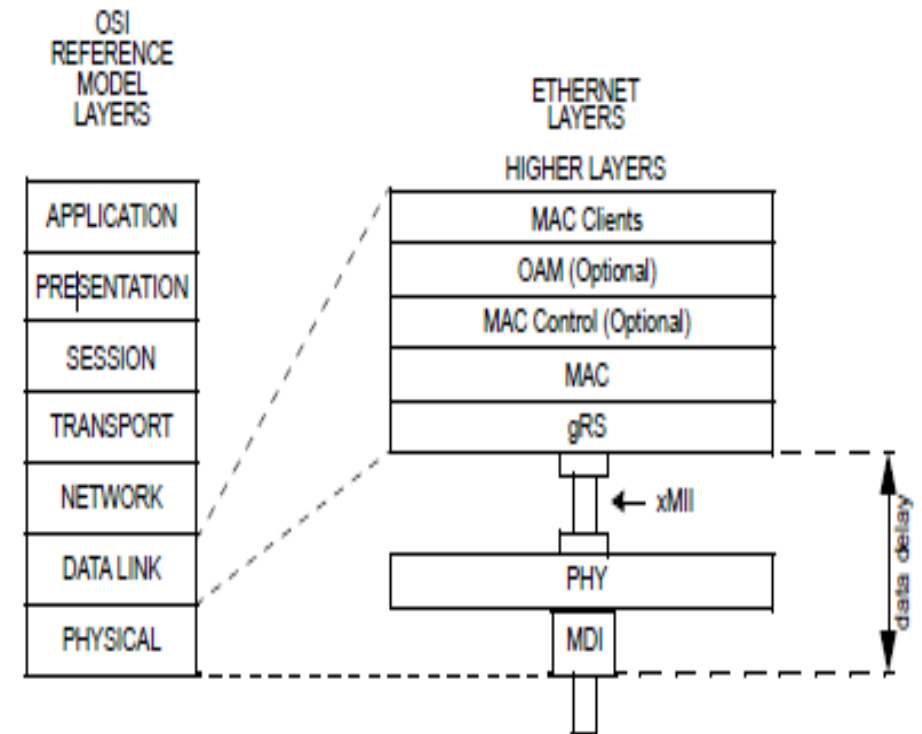 OSI
REFERENCE
MODEL
LAYERS
APPLICATION
PRESENTATION
SESSION
TRANSPORT
NETWORK
DATA LINK
PHYSICAL
ETHERNET
LAYERS
HIGHER LAYERS
MAC Clients
OAM (Optional)
MAC Control (Optional)
MAC
gRS
xMII
PHY
MDI
data delay